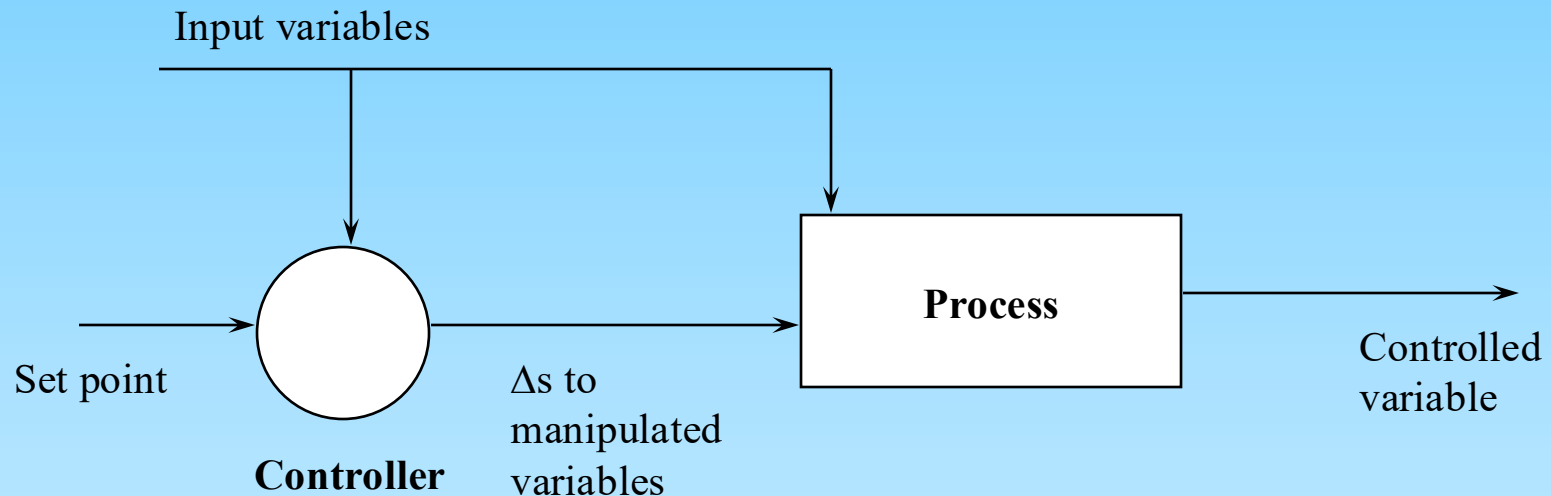 Input variables
Process
Set point
Δs to
manipulated
variables
Controller
Controlled
variable